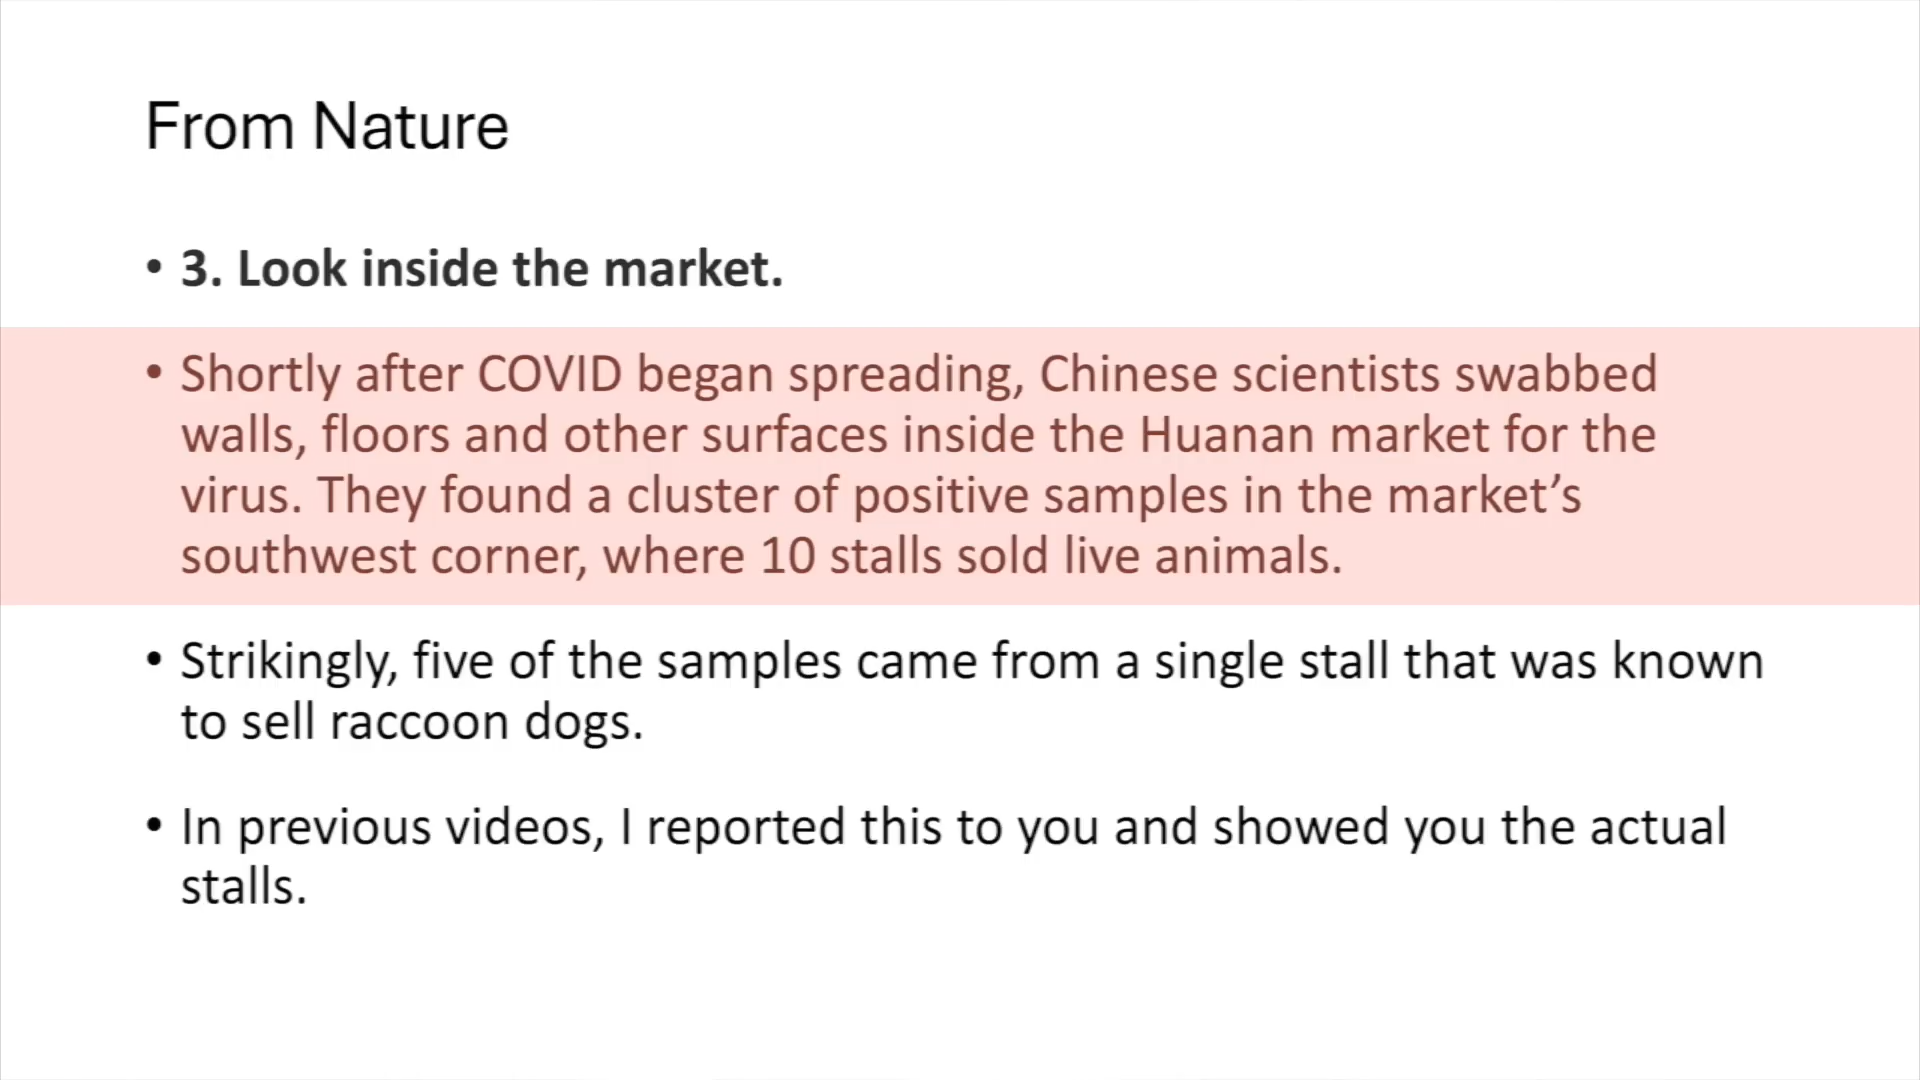 From Nature
• 3. Look inside the market.
• Shortly after COVID began spreading, Chinese scientists swabbed
walls, floors and other surfaces inside the Huanan market for the
virus. They found a cluster of positive samples in the market’s
southwest corner, where 10 stalls sold live animals.
• Strikingly, five of the samples came from a single stall that was known
to sell raccoon dogs.
• In previous videos, I reported this to you and showed you the actual
stalls.